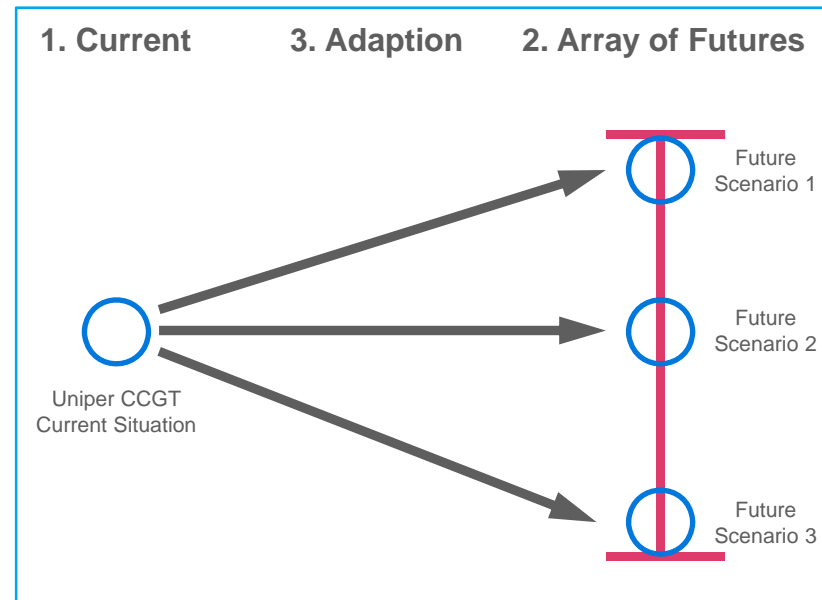 1. Current
3. Adaption
2. Array of Futures
Future
Scenario 1
Future
Scenario 2
Uniper CCGT
Current Situation
Future
Scenario 3